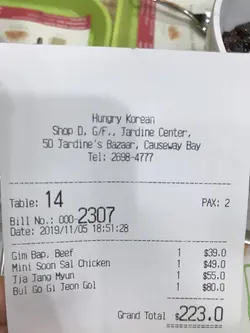 Hungry Korean
Shop D, G/F., Jardine Center,
50 Jardine's Bazaar, Causeway Bay
Tel: 2698-4777
Table: 14 PAX: 2
Bill No.: 000-2307
Date: 2019/11/05 18:51:28
Gim Bap. Beef 1 $39.0
Mini Soon Sal Chicken 1 $49.0
Jja Jang Myun 1 $55.0
Bul Go Gi Jeon Gol 1 $80.0
Grand Total $223.0